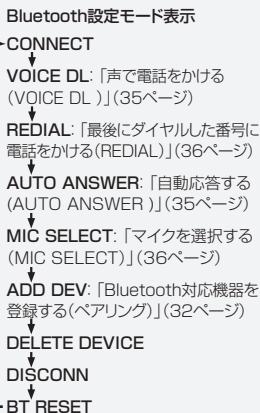 Bluetooth設定モード表示
CONNECT
VOICE DL:「声で電話をかける
(VOICE DL )」(35ページ)
REDIAL:「最後にダイヤルした番号に
電話をかける(REDIAL)」(36ページ)
AUTO ANSWER:「自動応答する
(AUTO ANSWER )」(35ページ)
MIC SELECT:「マイクを選択する
(MIC SELECT)」(36ページ)
ADD DEV:「Bluetooth対応機器を
登録する(ペアリング)」(32ページ)
DELETE DEVICE
DISCONN
BT RESET